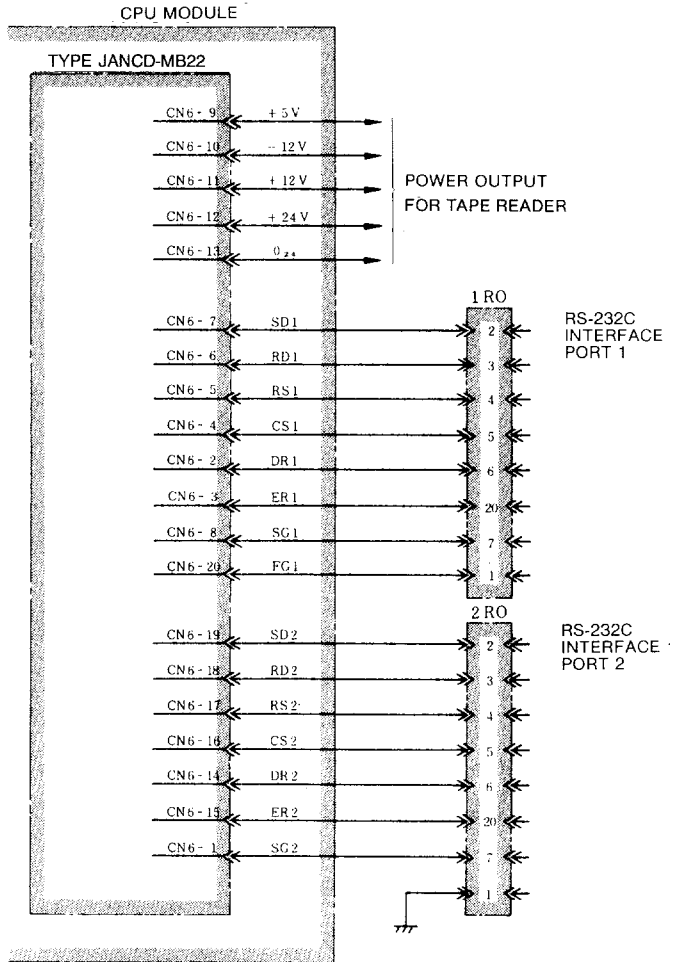 CPU MODULE
TYPE JANCD-MB22
CN6-9 +5V
CN6-10 -12V
CN6-11 +12V
CN6-12 +24V
CN6-13 0₂₄
POWER OUTPUT
FOR TAPE READER
1RO
RS-232C
INTERFACE
PORT 1
CN6-7 SD1 2
CN6-6 RD1 3
CN6-5 RS1 4
CN6-4 CS1 5
CN6-2 DR1 6
CN6-3 ER1 20
CN6-8 SG1 7
CN6-20 FG1 1
2RO
RS-232C
INTERFACE
PORT 2
CN6-19 SD2 2
CN6-18 RD2 3
CN6-17 RS2 4
CN6-16 CS2 5
CN6-14 DR2 6
CN6-15 ER2 20
CN6-1 SG2 7
1